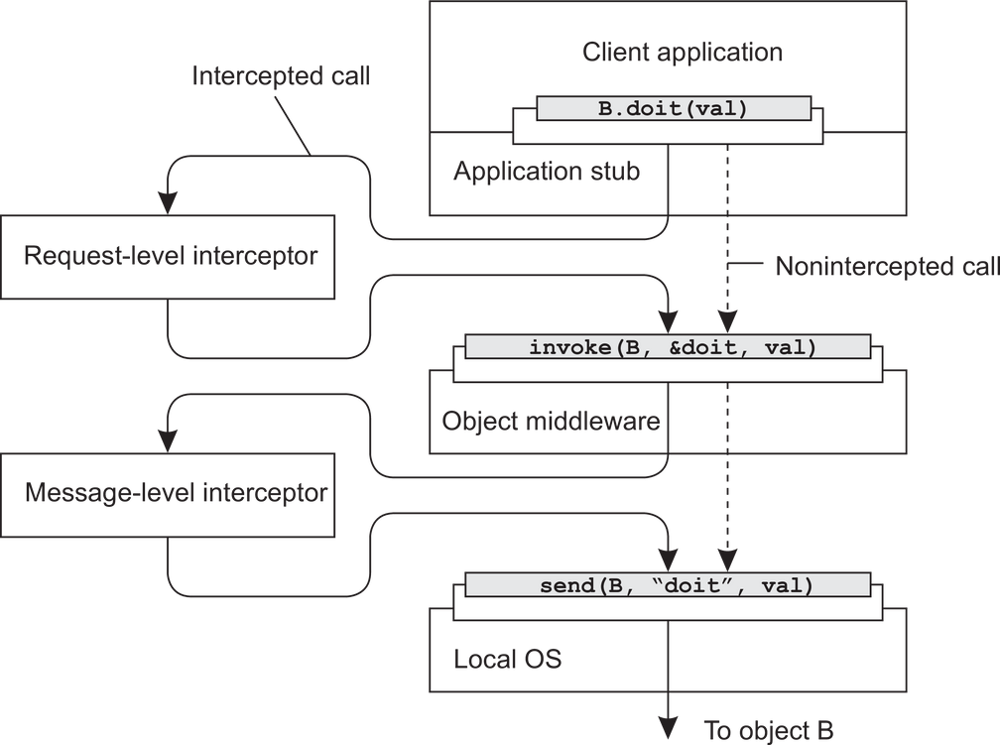 Client application
Intercepted call
B.doit(val)
Application stub
Request-level interceptor
Nonintercepted call
invoke(B, &doit, val)
Object middleware
Message-level interceptor
send(B, “doit”, val)
Local OS
To object B